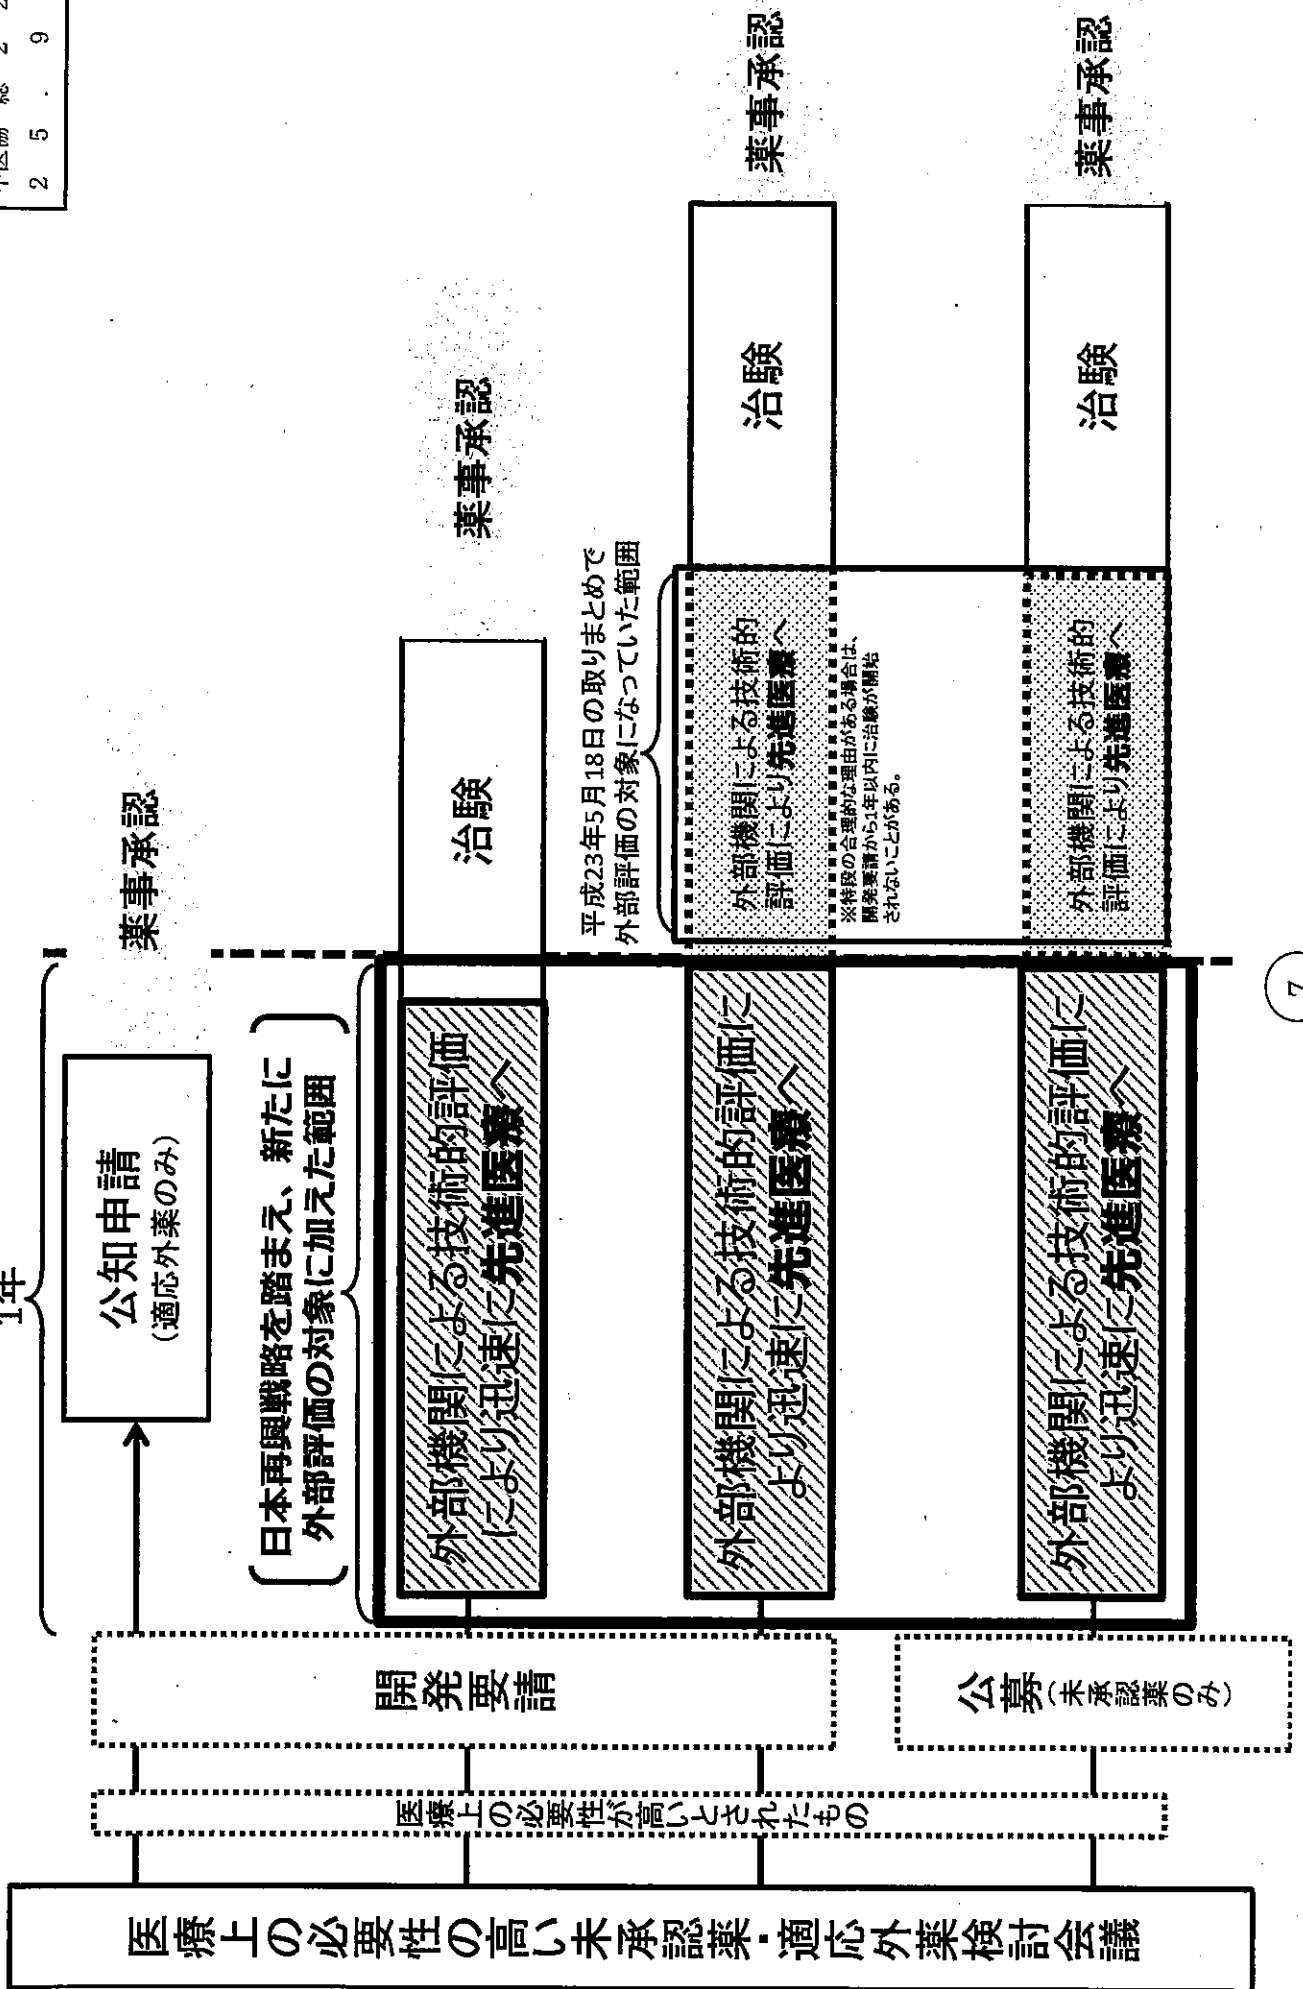 2 5 . 9
1年
公知申請
(適応外薬のみ)
薬事承認
日本再興戦略を踏まえ、新たに
外部評価の対象に加えた範囲
医療上の必要性の高い未承認薬・適応外薬検討会議
医療上の必要性が高いとされたもの
開発要請
公募(未承認薬のみ)
外部機関による技術的評価
により迅速に先進医療へ
治験
薬事承認
平成23年5月18日の取りまとめで
外部評価の対象になっていた範囲
外部機関による技術的評価に
より迅速に先進医療へ
外部機関による技術的
評価により先進医療へ
※特段の合理的な理由がある場合は、
開発要請から1年以内に治験が開始
されないことがある。
治験
薬事承認
外部機関による技術的評価に
より迅速に先進医療へ
外部機関による技術的
評価により先進医療へ
治験
薬事承認
7